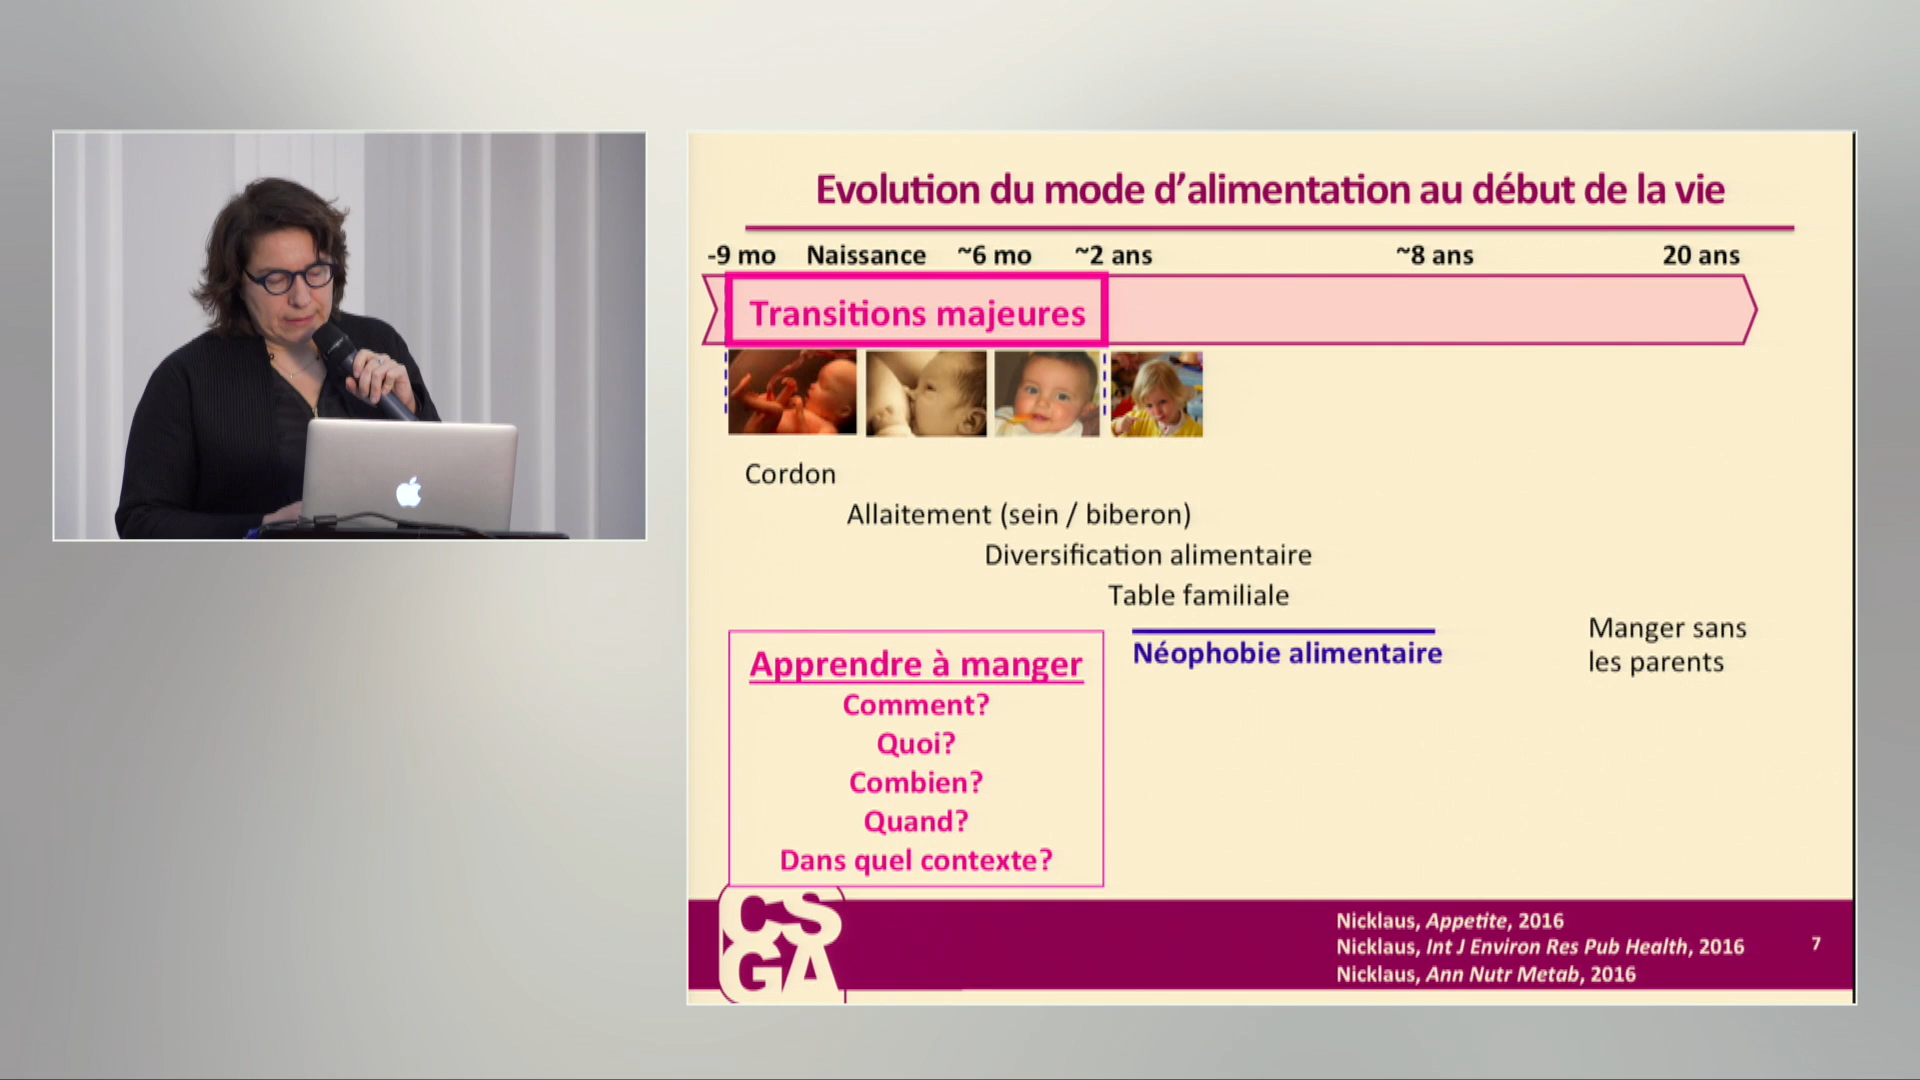 Evolution du mode d’alimentation au début de la vie
-9 mo Naissance ~6 mo ~2 ans ~8 ans 20 ans
Transitions majeures
Cordon
Allaitement (sein / biberon)
Diversification alimentaire
Table familiale
Néophobie alimentaire
Manger sans
les parents
Apprendre à manger
Comment?
Quoi?
Combien?
Quand?
Dans quel contexte?
CS
GA
Nicklaus, Appetite, 2016
Nicklaus, Int J Environ Res Pub Health, 2016
Nicklaus, Ann Nutr Metab, 2016
7